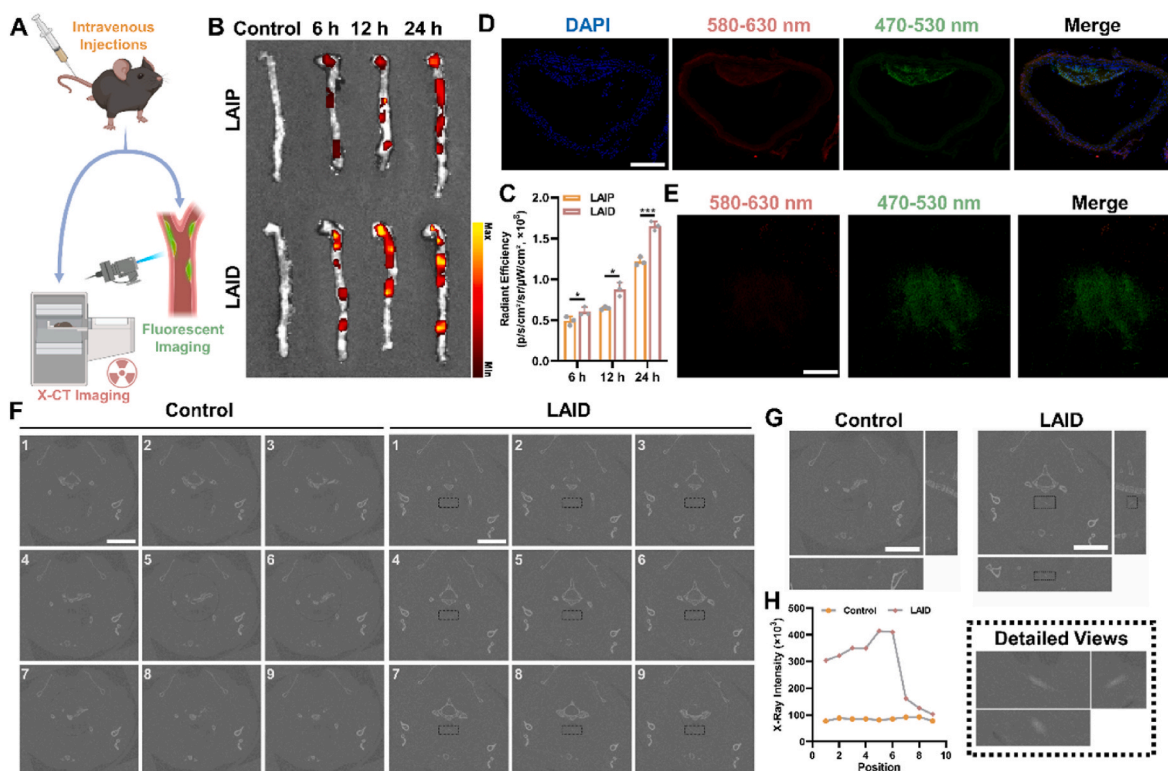 A
Intravenous
Injections
Fluorescent
Imaging
X-CT Imaging
B
Control 6 h 12 h 24 h
LAIP
LAID
Max
Min
C
LAIP
LAID
Radiant Efficiency
(p/s/cm²/sr/µW/cm², ×10⁸)
2.0
1.5
1.0
0.5
0.0
* * ***
6 h 12 h 24 h
D
DAPI 580-630 nm 470-530 nm Merge
E
580-630 nm 470-530 nm Merge
F
Control LAID
1 2 3 1 2 3
4 5 6 4 5 6
7 8 9 7 8 9
G
Control LAID
H
Control LAID
X-Ray Intensity (×10³)
500
400
300
200
100
0
0 2 4 6 8 10
Position
Detailed Views